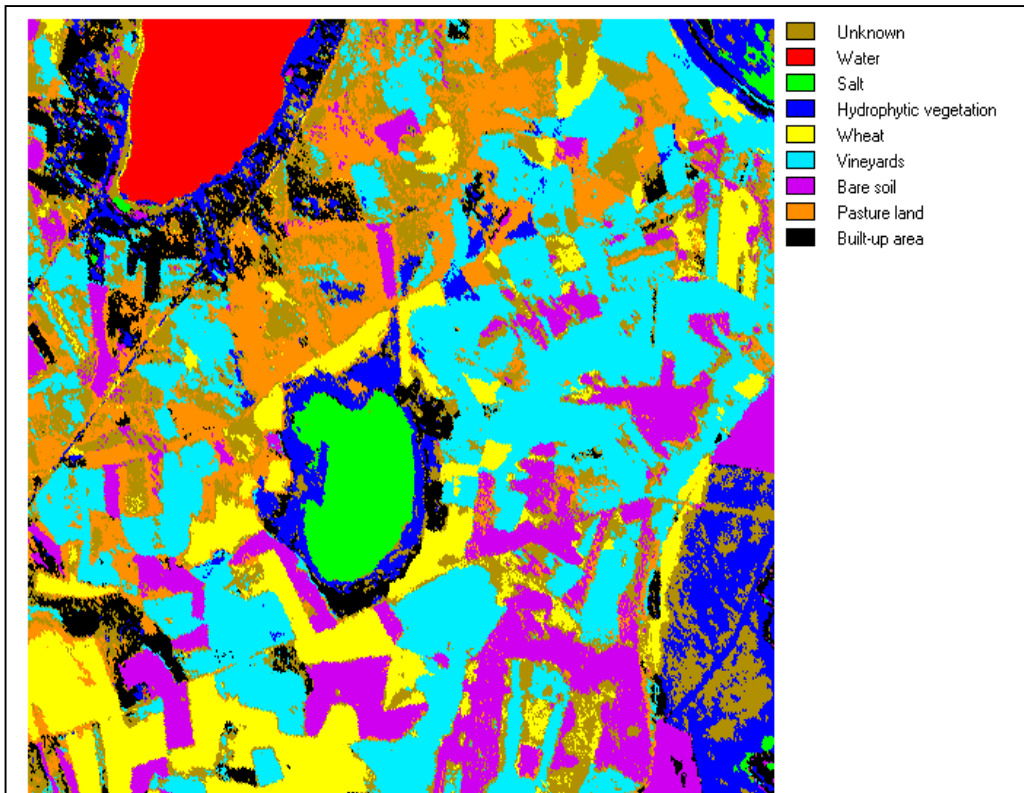 Unknown
Water
Salt
Hydrophytic vegetation
Wheat
Vineyards
Bare soil
Pasture land
Built-up area